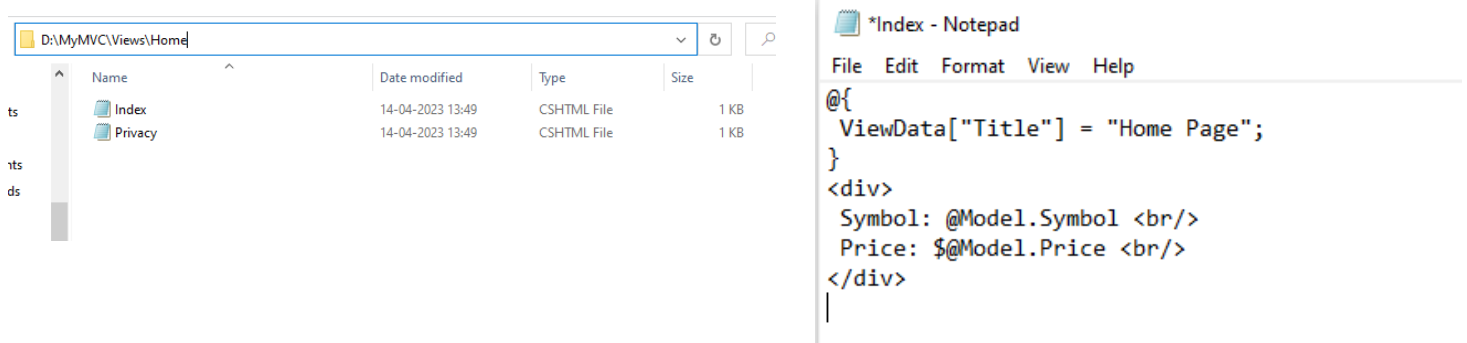 D:\MyMVC\Views\Home
Name Date modified Type Size
ts
Index 14-04-2023 13:49 CSHTML File 1 KB
Privacy 14-04-2023 13:49 CSHTML File 1 KB
nts
ds
*Index - Notepad
File Edit Format View Help
@{
 ViewData["Title"] = "Home Page";
}
<div>
 Symbol: @Model.Symbol <br/>
 Price: $@Model.Price <br/>
</div>